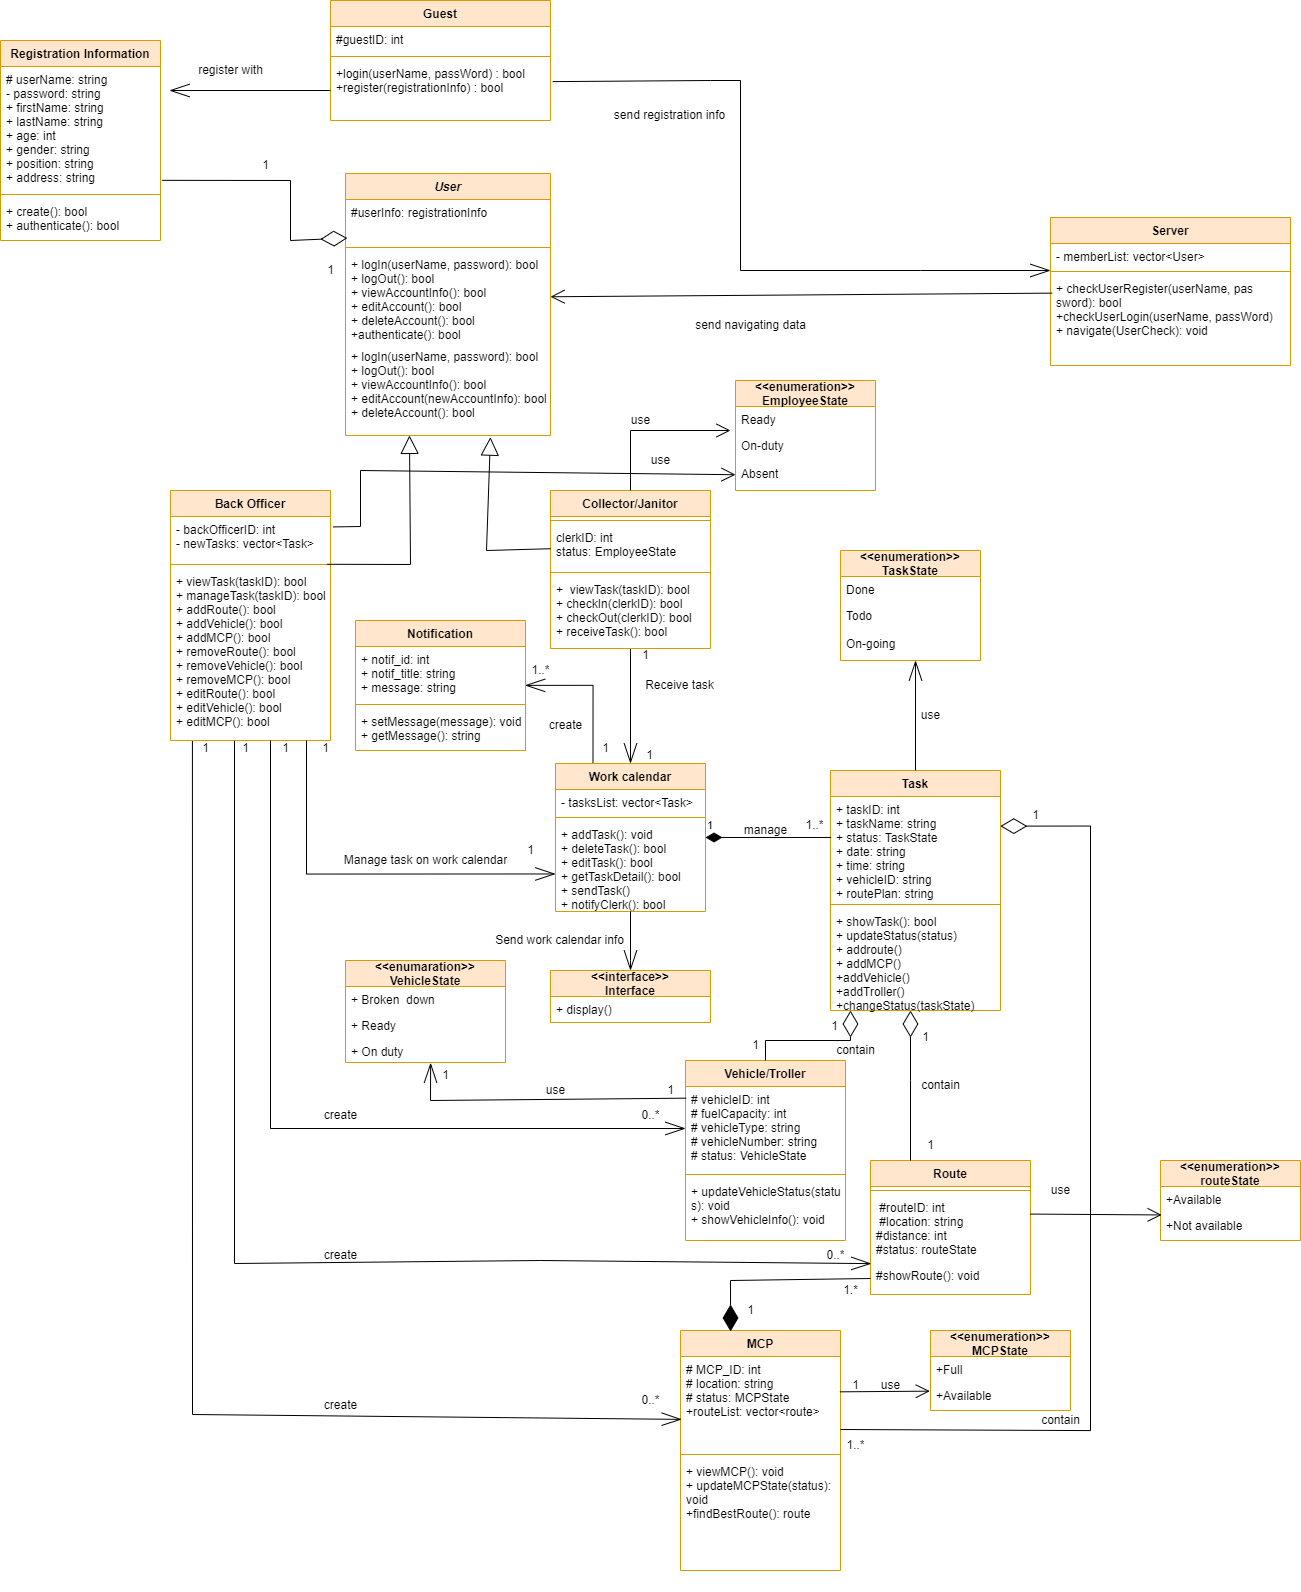 Guest
#guestID: int
+login(userName, passWord) : bool
+register(registrationInfo) : bool
Registration Information
# userName: string
- password: string
+ firstName: string
+ lastName: string
+ age: int
+ gender: string
+ position: string
+ address: string
+ create(): bool
+ authenticate(): bool
register with
send registration info
1
1
User
#userInfo: registrationInfo
+ logIn(userName, password): bool
+ logOut(): bool
+ viewAccountInfo(): bool
+ editAccount(): bool
+ deleteAccount(): bool
+authenticate(): bool
+ logIn(userName, password): bool
+ logOut(): bool
+ viewAccountInfo(): bool
+ editAccount(newAccountInfo): bool
+ deleteAccount(): bool
Server
- memberList: vector<User>
+ checkUserRegister(userName, pas
sword): bool
+checkUserLogin(userName, passWord)
+ navigate(UserCheck): void
send navigating data
<<enumeration>>
EmployeeState
Ready
On-duty
Absent
use
use
Back Officer
- backOfficerID: int
- newTasks: vector<Task>
+ viewTask(taskID): bool
+ manageTask(taskID): bool
+ addRoute(): bool
+ addVehicle(): bool
+ addMCP(): bool
+ removeRoute(): bool
+ removeVehicle(): bool
+ removeMCP(): bool
+ editRoute(): bool
+ editVehicle(): bool
+ editMCP(): bool
1
1
1
1
Collector/Janitor
clerkID: int
status: EmployeeState
+  viewTask(taskID): bool
+ checkIn(clerkID): bool
+ checkOut(clerkID): bool
+ receiveTask(): bool
1
Receive task
1
<<enumeration>>
TaskState
Done
Todo
On-going
use
Notification
+ notif_id: int
+ notif_title: string
+ message: string
+ setMessage(message): void
+ getMessage(): string
1..*
create
1
Work calendar
- tasksList: vector<Task>
+ addTask(): void
+ deleteTask(): bool
+ editTask(): bool
+ getTaskDetail(): bool
+ sendTask()
+ notifyClerk(): bool
1
manage
1..*
Manage task on work calendar
1
Task
+ taskID: int
+ taskName: string
+ status: TaskState
+ date: string
+ time: string
+ vehicleID: string
+ routePlan: string
+ showTask(): bool
+ updateStatus(status)
+ addroute()
+ addMCP()
+addVehicle()
+addTroller()
+changeStatus(taskState)
1
Send work calendar info
<<interface>>
Interface
+ display()
<<enumaration>>
VehicleState
+ Broken  down
+ Ready
+ On duty
1
use
1
1
1
contain
1
contain
1
Vehicle/Troller
# vehicleID: int
# fuelCapacity: int
# vehicleType: string
# vehicleNumber: string
# status: VehicleState
+ updateVehicleStatus(statu
s): void
+ showVehicleInfo(): void
create
0..*
Route
#routeID: int
#location: string
#distance: int
#status: routeState
#showRoute(): void
use
<<enumeration>>
routeState
+Available
+Not available
create
0..*
1.*
1
MCP
# MCP_ID: int
# location: string
# status: MCPState
+routeList: vector<route>
+ viewMCP(): void
+ updateMCPState(status):
void
+findBestRoute(): route
1
use
<<enumeration>>
MCPState
+Full
+Available
create
0..*
contain
1..*